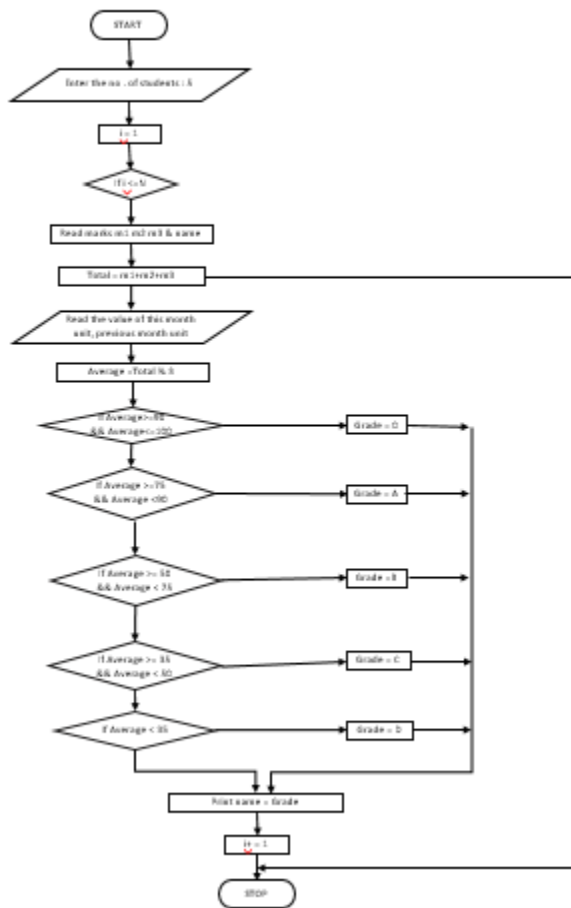 START
Enter the no . of students : 5
i = 1
If i <= N
Read marks m1 m2 m3 & name
Total = m1+m2+m3
Read the value of this month
unit, previous month unit
Average =Total % 3
If Average>=90
&& Average<=100
Grade = O
If Average >=75
&& Average <90
Grade = A
If Average >= 50
&& Average < 75
Grade =B
If Average >= 35
&& Average < 50
Grade = C
If Average < 35
Grade = D
Print name = Grade
i+ = 1
STOP